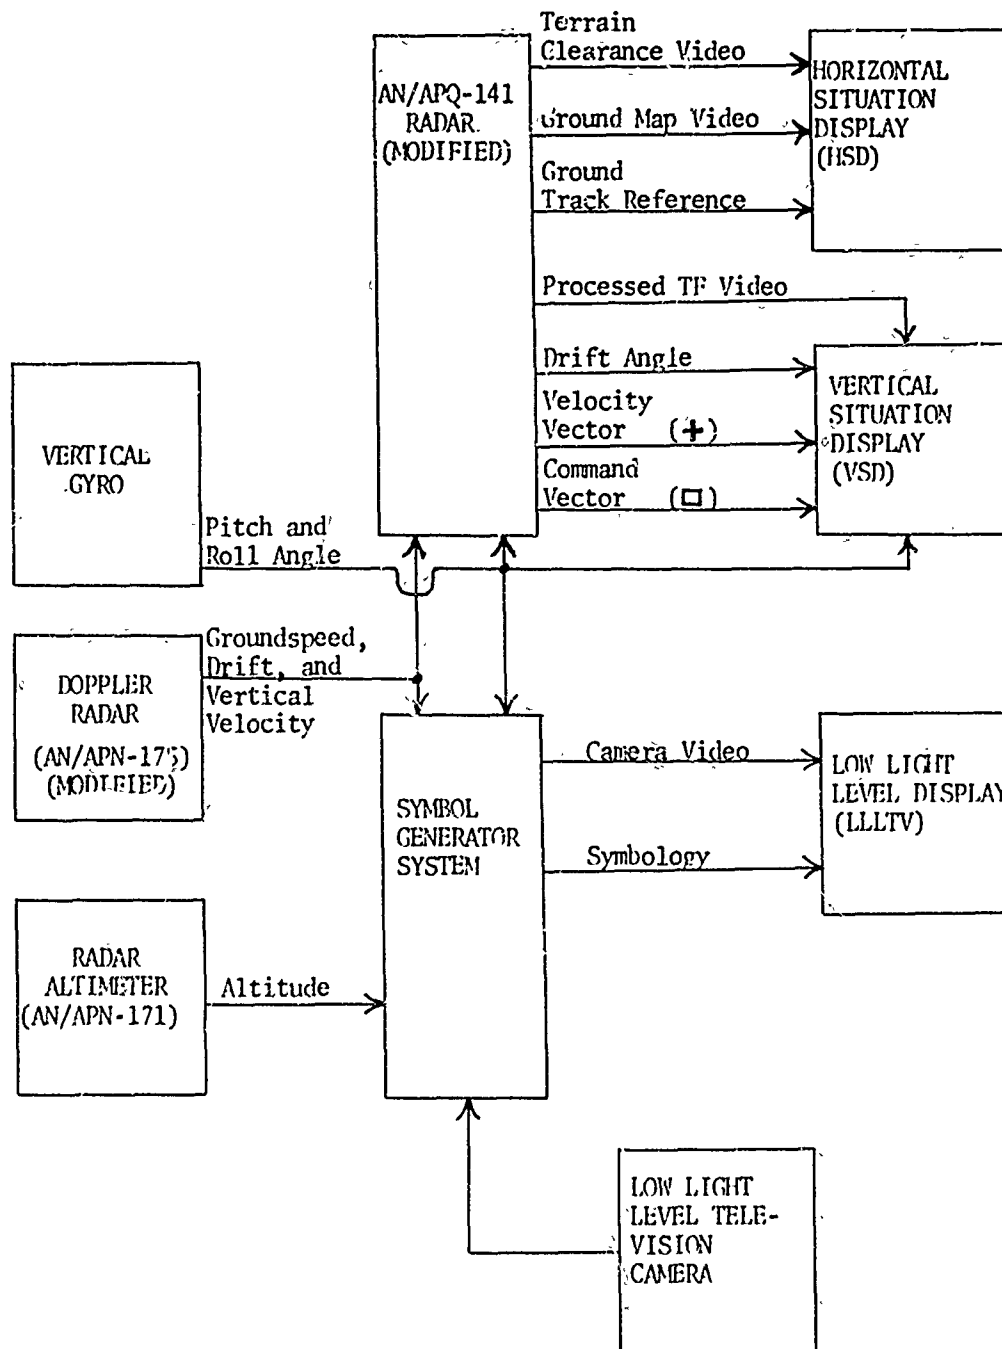 Terrain
Clearance Video
AN/APQ-141
RADAR
(MODIFIED)
HORIZONTAL
SITUATION
DISPLAY
(HSD)
Ground Map Video
Ground
Track Reference
Processed TF Video
Drift Angle
Velocity
Vector (+)
Command
Vector (□)
VERTICAL
SITUATION
DISPLAY
(VSD)
VERTICAL
GYRO
Pitch and
Roll Angle
DOPPLER
RADAR
(AN/APN-175)
(MODIFIED)
Groundspeed,
Drift, and
Vertical
Velocity
SYMBOL
GENERATOR
SYSTEM
Camera Video
Symbology
LOW LIGHT
LEVEL DISPLAY
(LLLTV)
RADAR
ALTIMETER
(AN/APN-171)
Altitude
LOW LIGHT
LEVEL TELE-
VISION
CAMERA